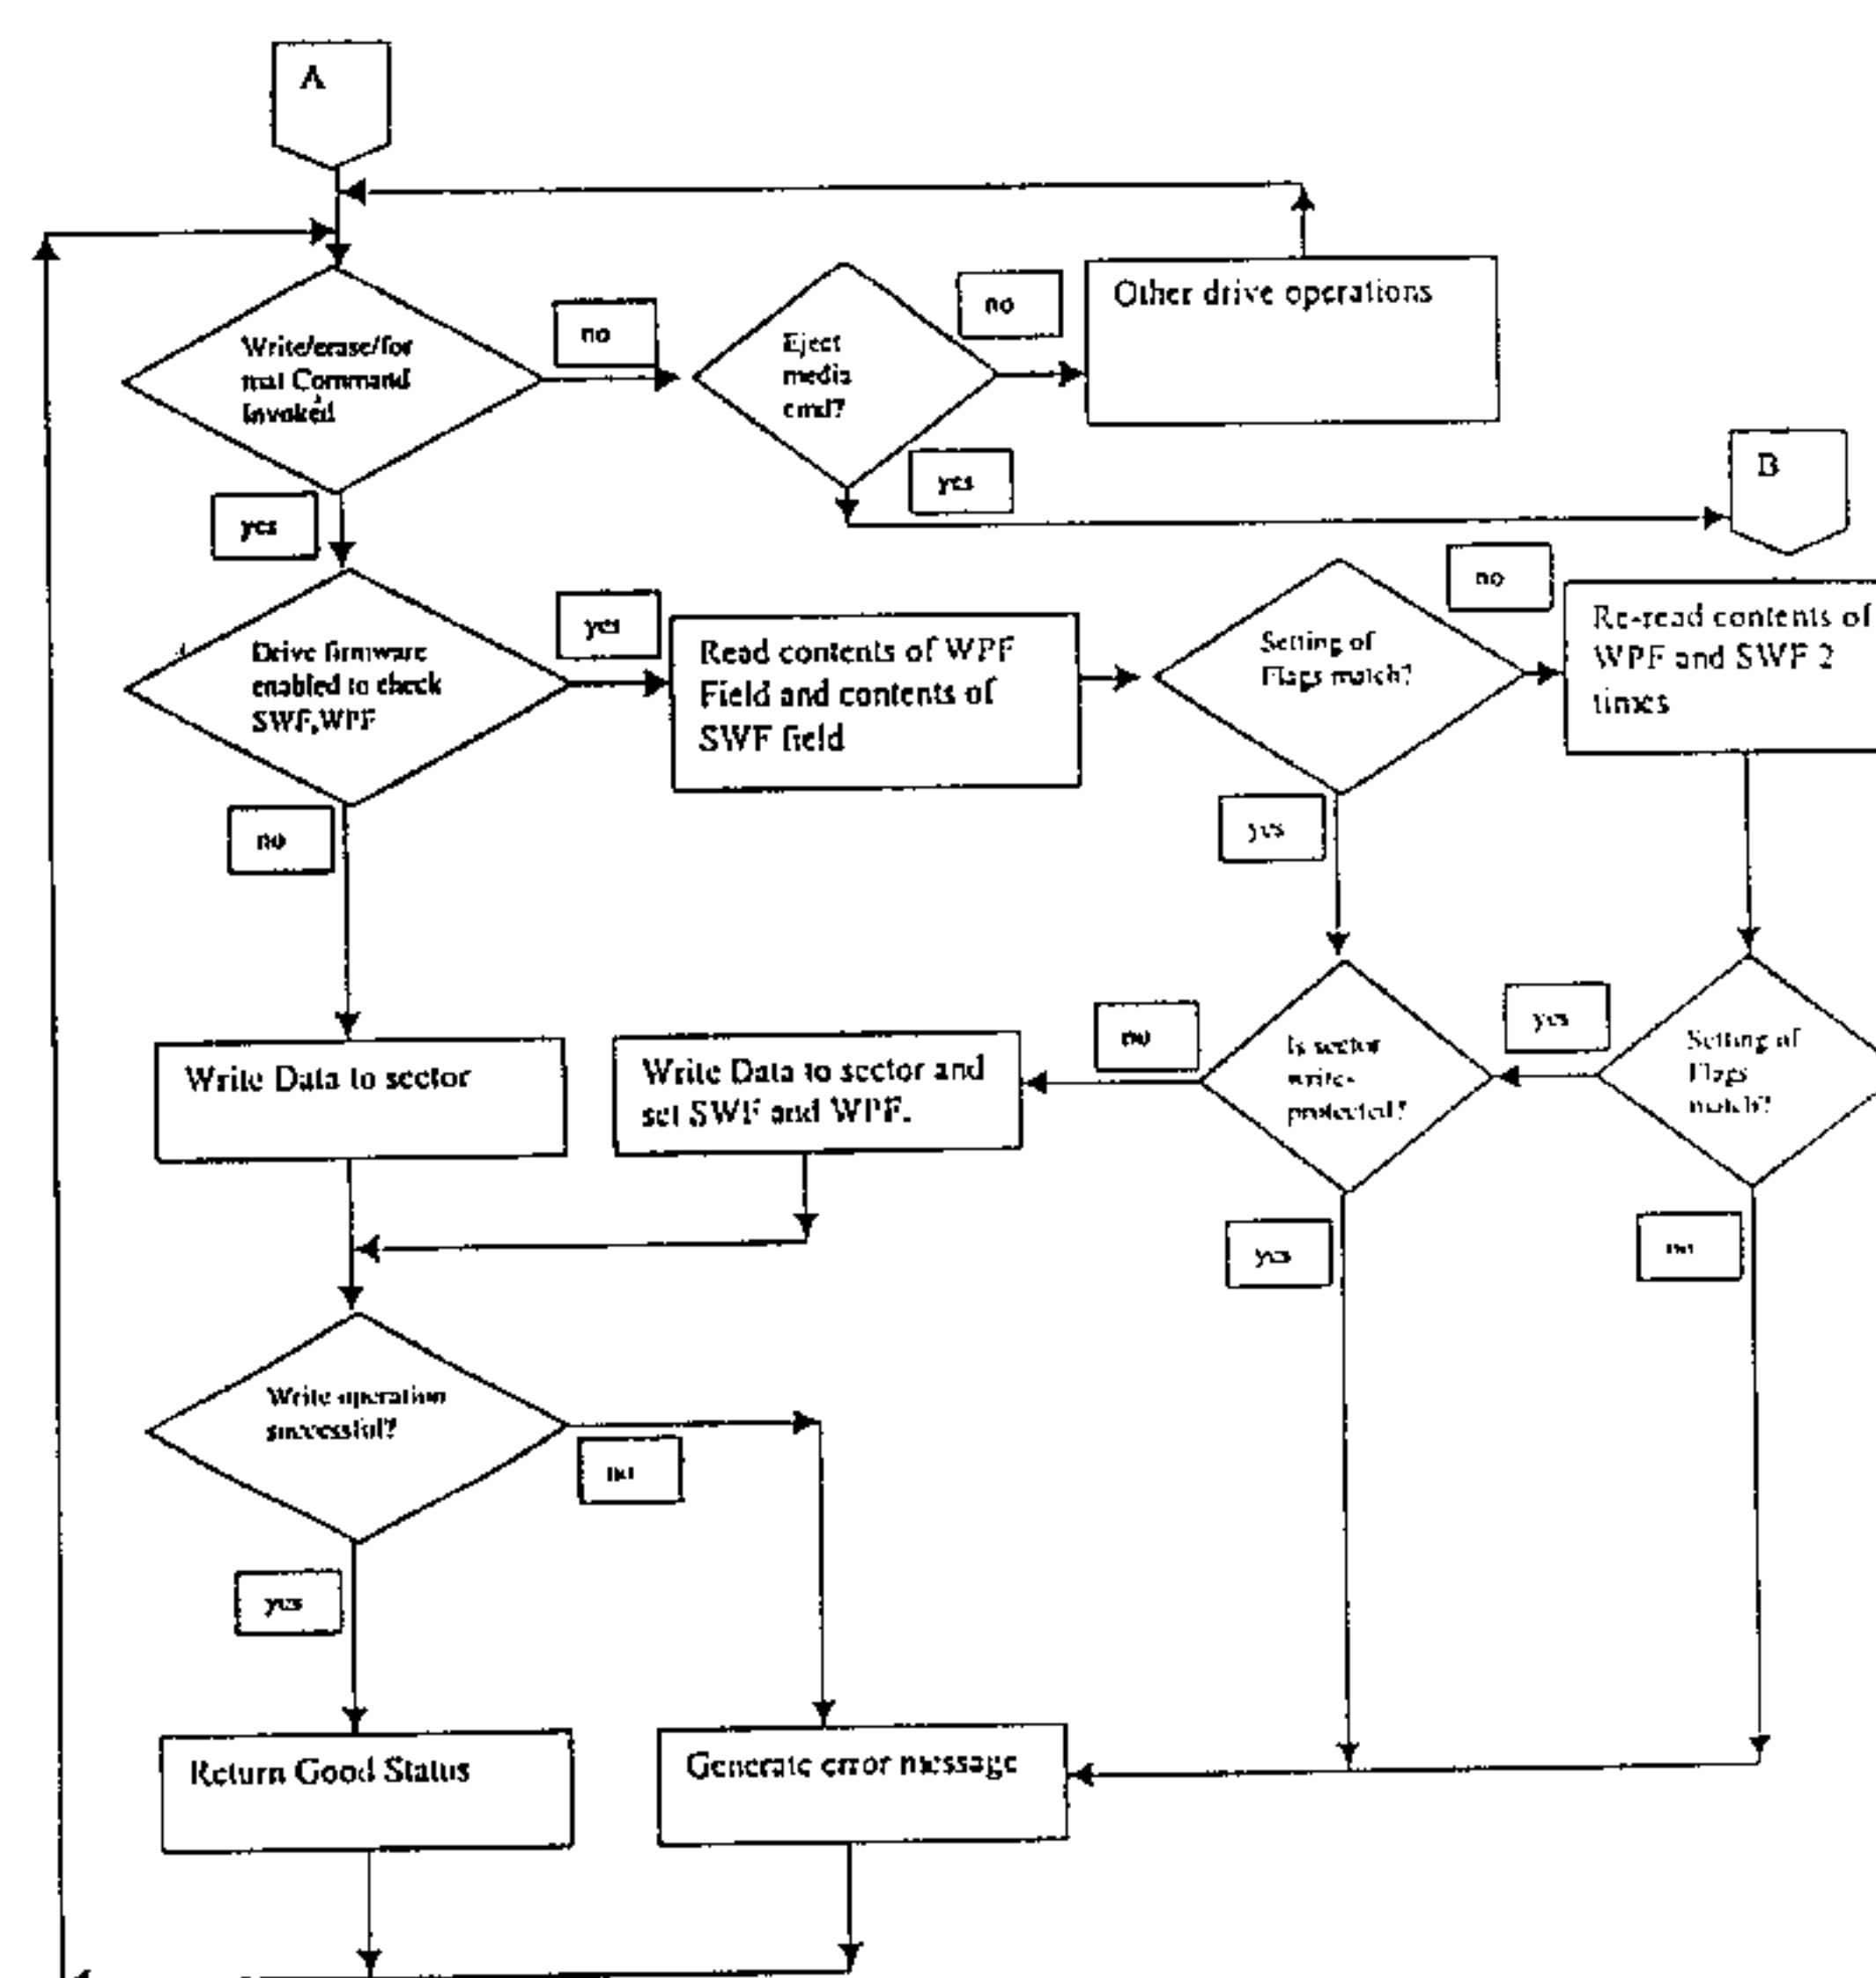 A
Write/erase/for
mat Command
Invoked
no
Eject
media
cmd?
no
Other drive operations
yes
yes
B
Drive firmware
enabled to check
SWF,WPF
yes
Read contents of WPF
Field and contents of
SWF field
Setting of
Flags match?
no
Re-read contents of
WPF and SWF 2
times
no
yes
Write Data to sector
Write Data to sector and
set SWF and WPF.
no
Is sector
write-
protected?
yes
Setting of
Flags
match?
yes
no
Write operation
successful?
no
yes
Return Good Status
Generate error message